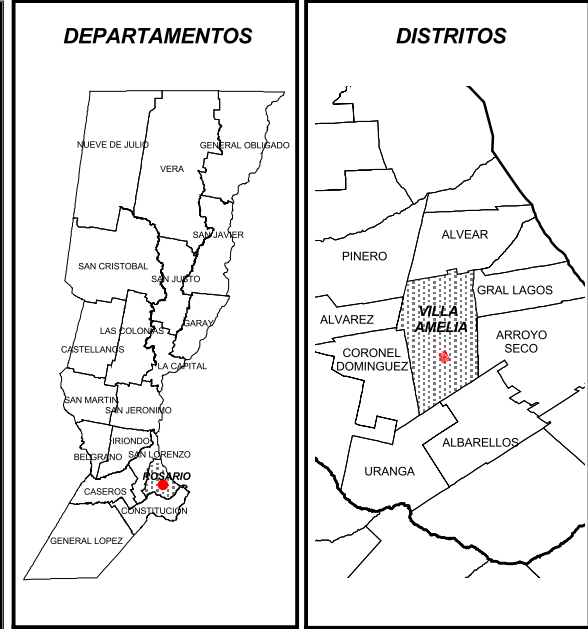 DEPARTAMENTOS
NUEVE DE JULIO
GENERAL OBLIGADO
VERA
SAN JAVIER
SAN CRISTOBAL
SAN JUSTO
LAS COLONIAS
GARAY
CASTELLANOS
LA CAPITAL
SAN MARTIN
SAN JERONIMO
IRIONDO
SAN LORENZO
BELGRANO
ROSARIO
CASEROS
CONSTITUCION
GENERAL LOPEZ
DISTRITOS
ALVEAR
PINERO
GRAL LAGOS
VILLA
AMELIA
ALVAREZ
ARROYO
SECO
CORONEL
DOMINGUEZ
ALBARELLOS
URANGA